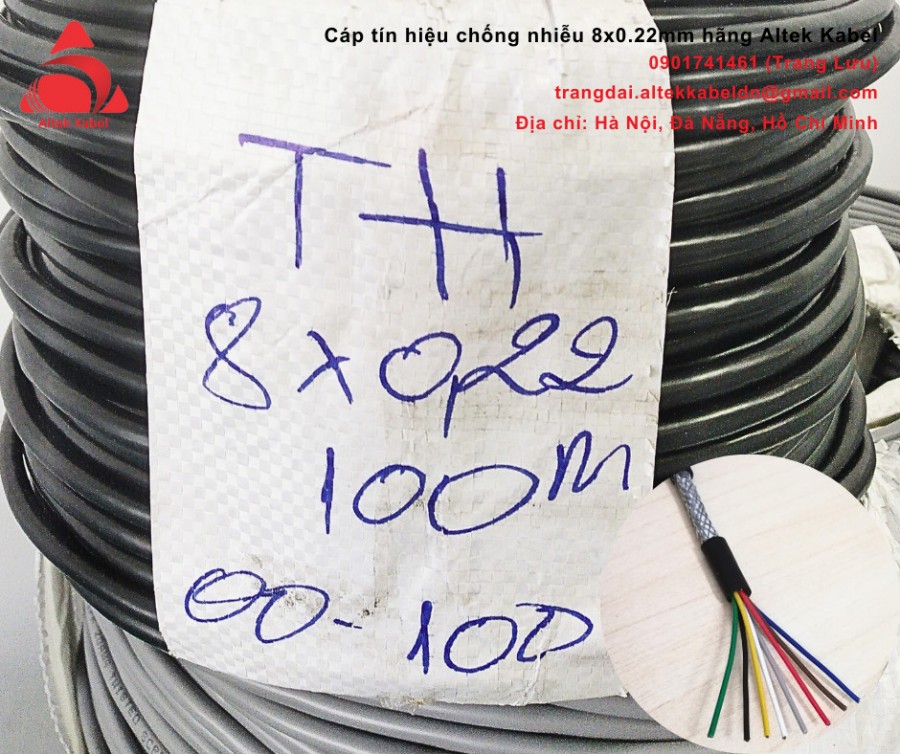 Cáp tín hiệu chống nhiễu 8x0.22mm hãng Altek Kabel
0901741461 (Trang Lưu)
trangdai.altekkabeldn@gmail.com
Địa chỉ: Hà Nội, Đà Nẵng, Hồ Chí Minh
Altek Kabel
TH
8x0,22
100m
00-100